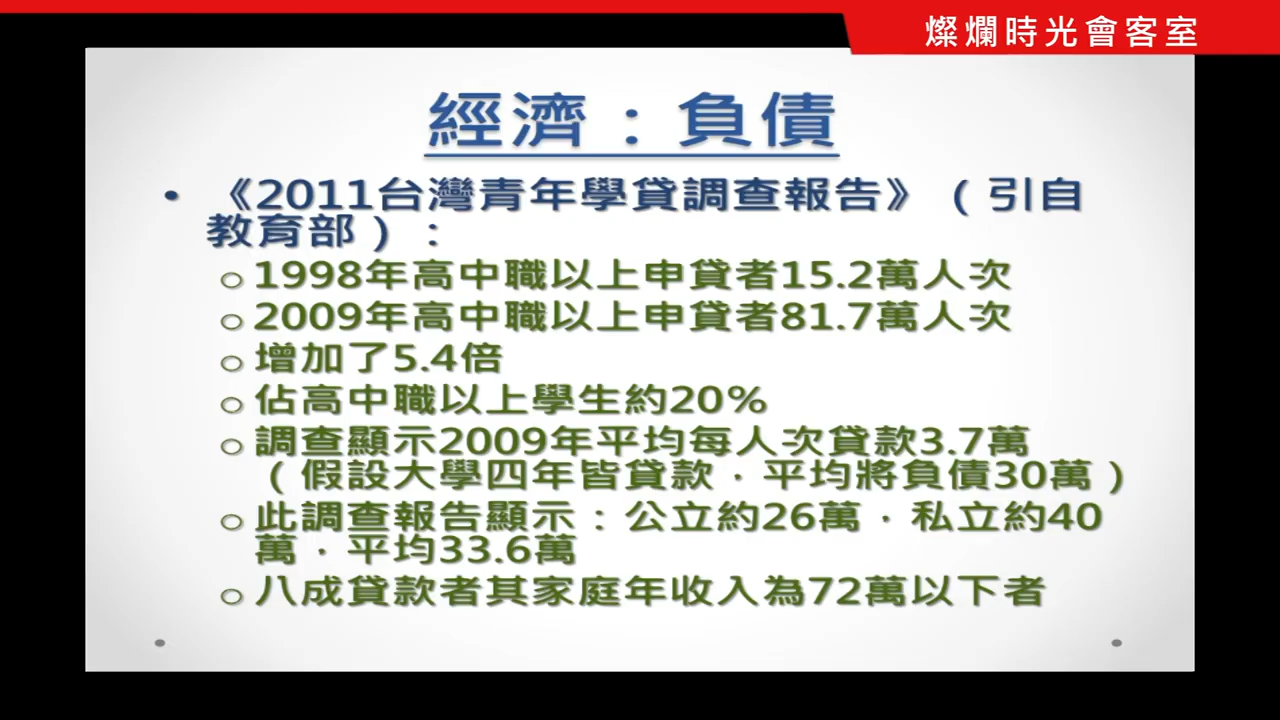 燦爛時光會客室
經濟：負債
• 《2011台灣青年學貸調查報告》（引自
教育部）：
o 1998年高中職以上申貸者15.2萬人次
o 2009年高中職以上申貸者81.7萬人次
o 增加了5.4倍
o 佔高中職以上學生約20%
o 調查顯示2009年平均每人次貸款3.7萬
（假設大學四年皆貸款，平均將負債30萬）
o 此調查報告顯示：公立約26萬，私立約40
萬，平均33.6萬
o 八成貸款者其家庭年收入為72萬以下者